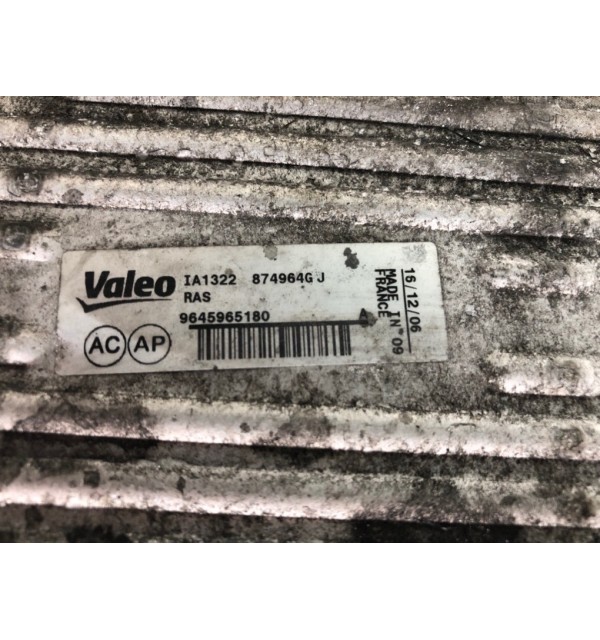 Valeo
IA1322 874964G J
RAS
9645965180 A
AC AP
16/12/06
MADE IN° 09
FRANCE